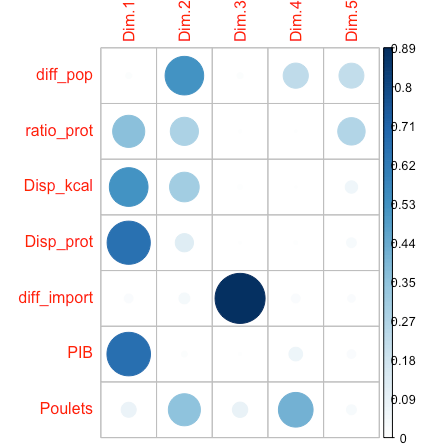 Dim.1 Dim.2 Dim.3 Dim.4 Dim.5
diff_pop
ratio_prot
Disp_kcal
Disp_prot
diff_import
PIB
Poulets
0.89
0.8
0.71
0.62
0.53
0.44
0.35
0.27
0.18
0.09
0